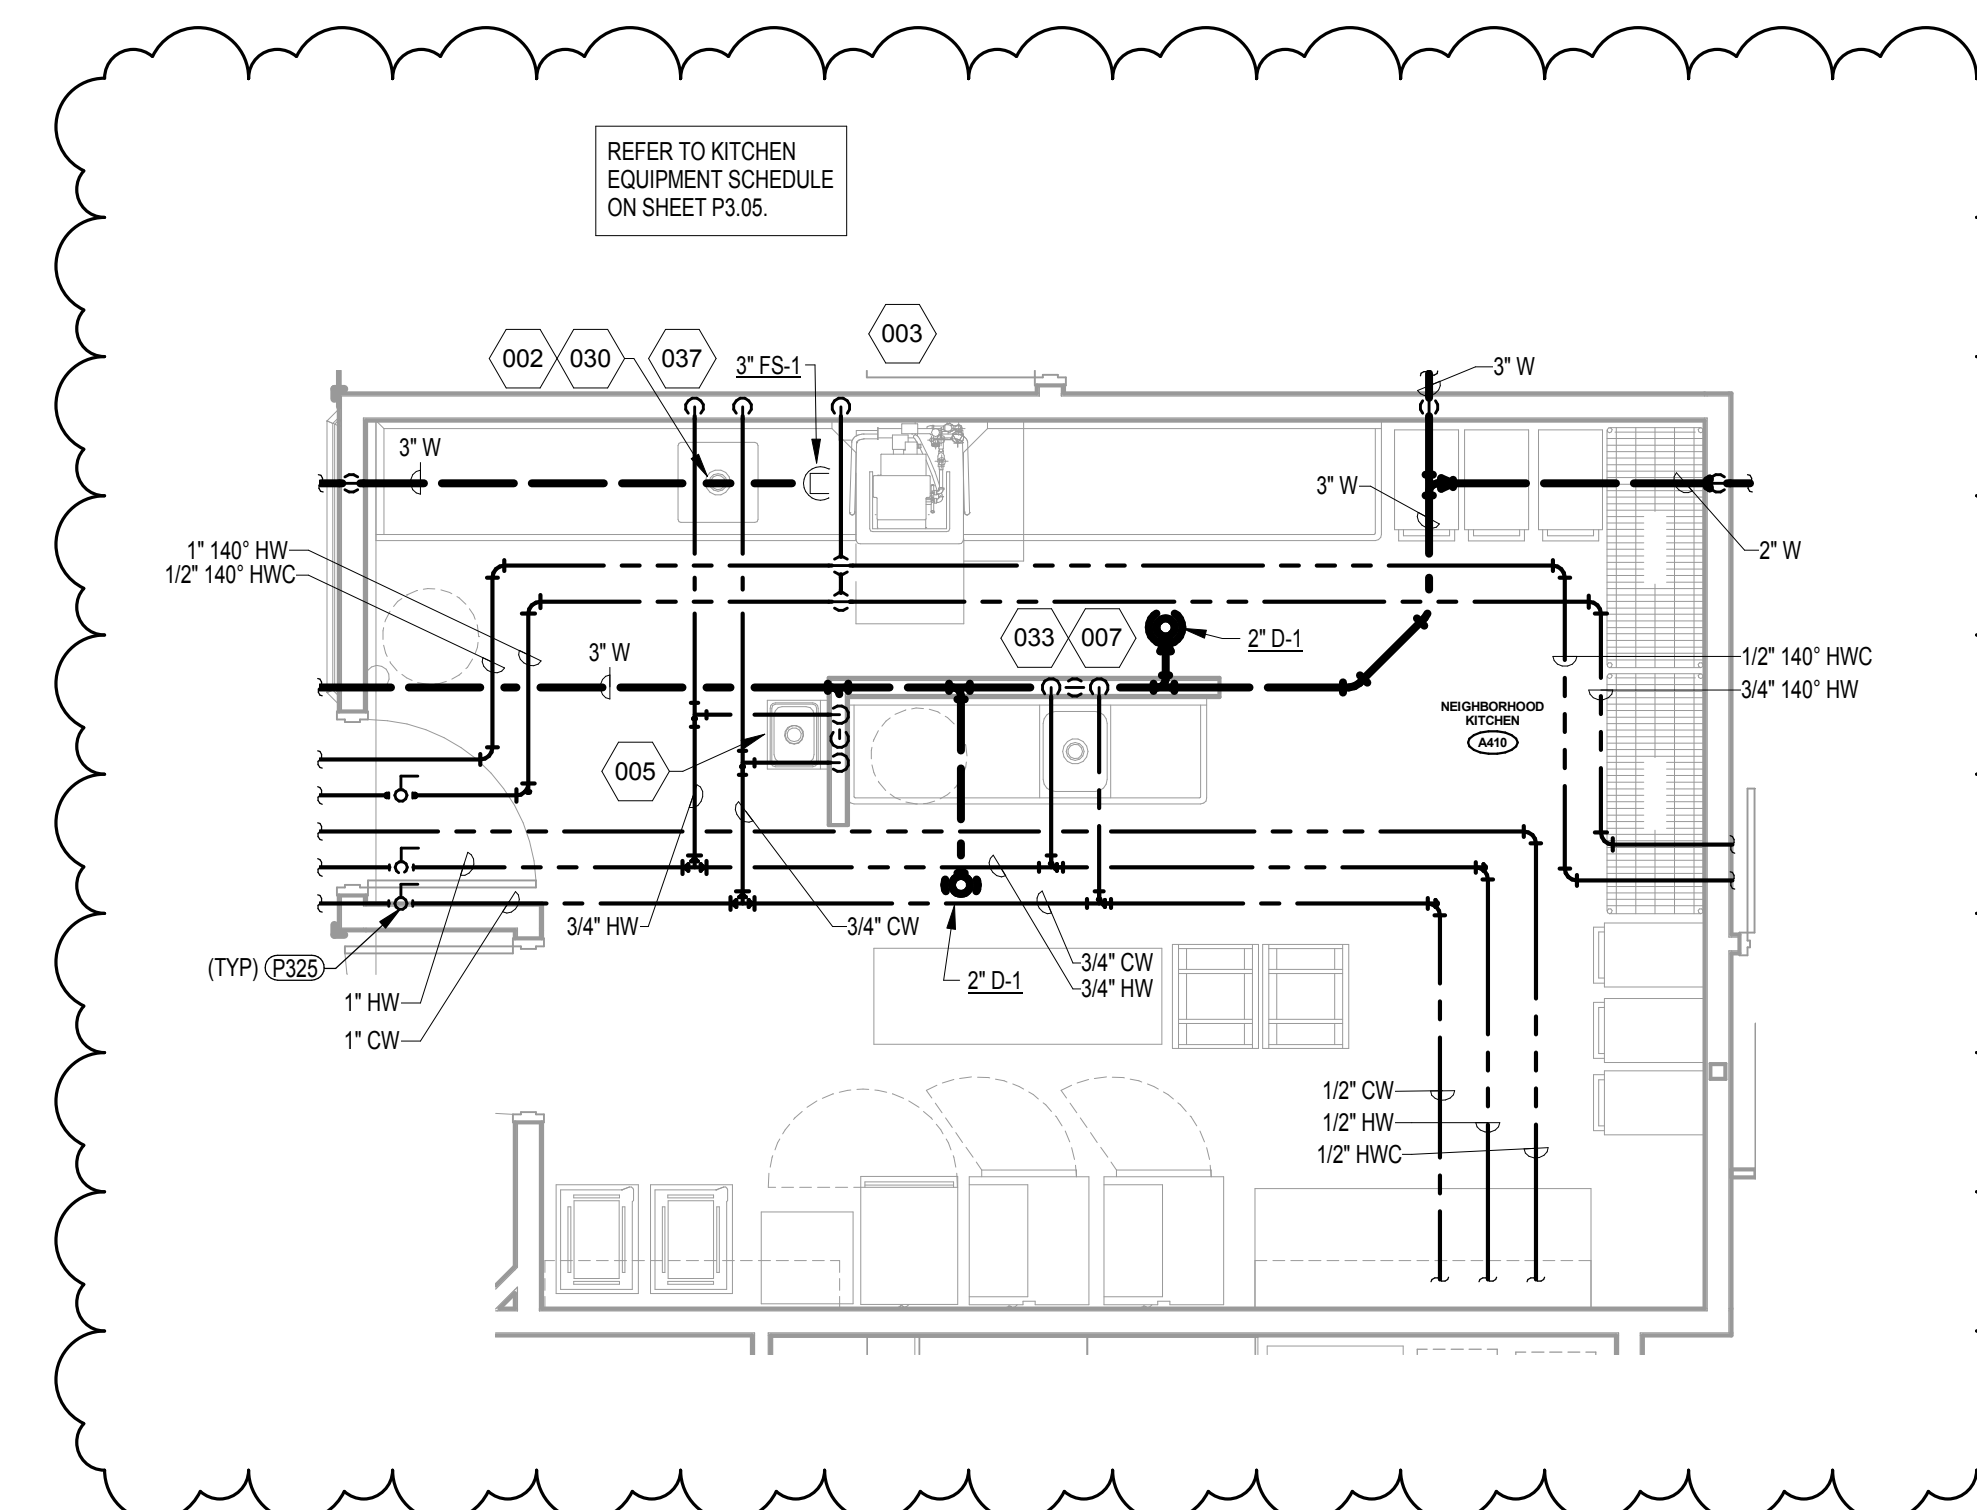 REFER TO KITCHEN
EQUIPMENT SCHEDULE
ON SHEET P3.05.
003
002
030
037
3" FS-1
3" W
3" W
3" W
2" W
1" 140° HW
1/2" 140° HWC
3" W
033
007
2" D-1
1/2" 140° HWC
3/4" 140° HW
NEIGHBORHOOD
KITCHEN
A410
005
3/4" HW
3/4" CW
(TYP) P325
2" D-1
3/4" CW
3/4" HW
1" HW
1" CW
1/2" CW
1/2" HW
1/2" HWC